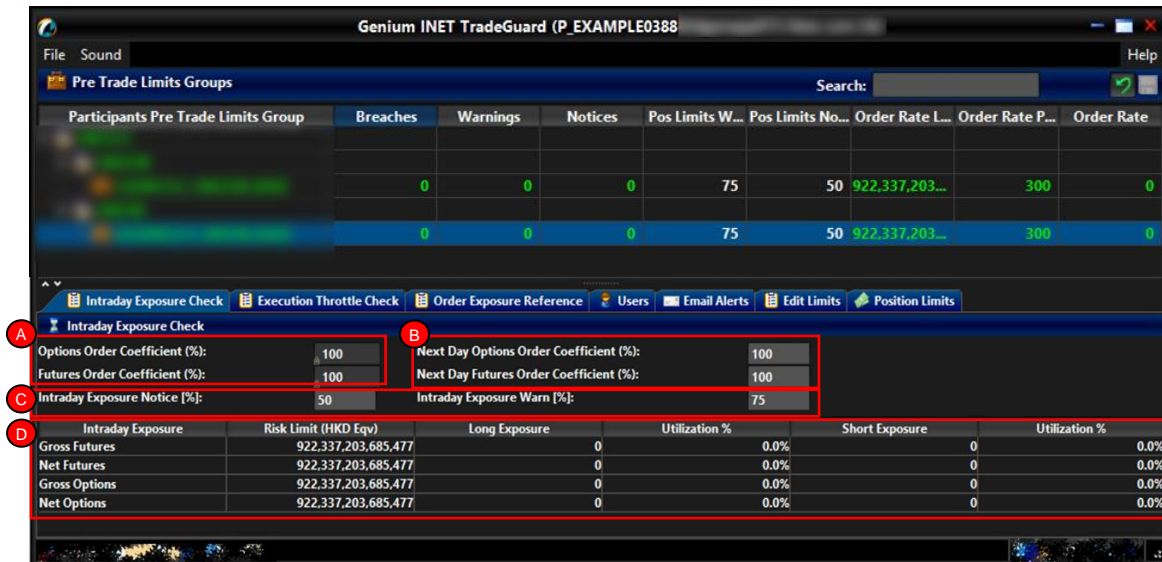 Genium INET TradeGuard (P_EXAMPLE0388
File Sound Help
Pre Trade Limits Groups Search:
Participants Pre Trade Limits Group Breaches Warnings Notices Pos Limits W... Pos Limits No... Order Rate L... Order Rate P... Order Rate
0 0 0 75 50 922,337,203... 300 0
0 0 0 75 50 922,337,203... 300 0
Intraday Exposure Check Execution Throttle Check Order Exposure Reference Users Email Alerts Edit Limits Position Limits
A Intraday Exposure Check B
Options Order Coefficient (%): 100 Next Day Options Order Coefficient (%): 100
Futures Order Coefficient (%): 100 Next Day Futures Order Coefficient (%): 100
C Intraday Exposure Notice [%]: 50 Intraday Exposure Warn [%]: 75
D Intraday Exposure Risk Limit (HKD Eqv) Long Exposure Utilization % Short Exposure Utilization %
Gross Futures 922,337,203,685,477 0 0.0% 0 0.0%
Net Futures 922,337,203,685,477 0 0.0% 0 0.0%
Gross Options 922,337,203,685,477 0 0.0% 0 0.0%
Net Options 922,337,203,685,477 0 0.0% 0 0.0%